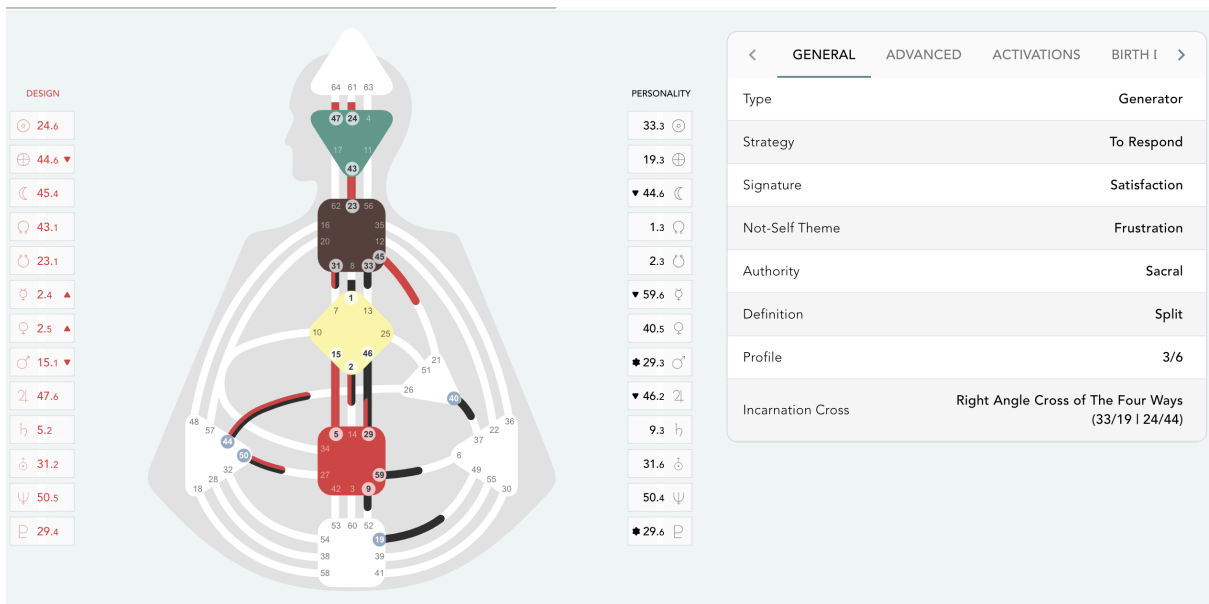 GENERAL ADVANCED ACTIVATIONS BIRTH
DESIGN
24.6
44.6
45.4
43.1
23.1
2.4
2.5
15.1
47.6
5.2
31.2
50.5
29.4
64 61 63
47 24 4
17 11
43
62 23 56
16 35
20 12
45
31 8 33
1
7 13
10 25
15 46
2
21
51
26
40
48 36
57 22
44 37
50 6
5 14 29
34
27 59
32 49
28 55
18 30
42 3 9
53 60 52
54 19
38 39
58 41
PERSONALITY
33.3
19.3
44.6
1.3
2.3
59.6
40.5
29.3
46.2
9.3
31.6
50.4
29.6
Type Generator
Strategy To Respond
Signature Satisfaction
Not-Self Theme Frustration
Authority Sacral
Definition Split
Profile 3/6
Incarnation Cross Right Angle Cross of The Four Ways
(33/19 | 24/44)